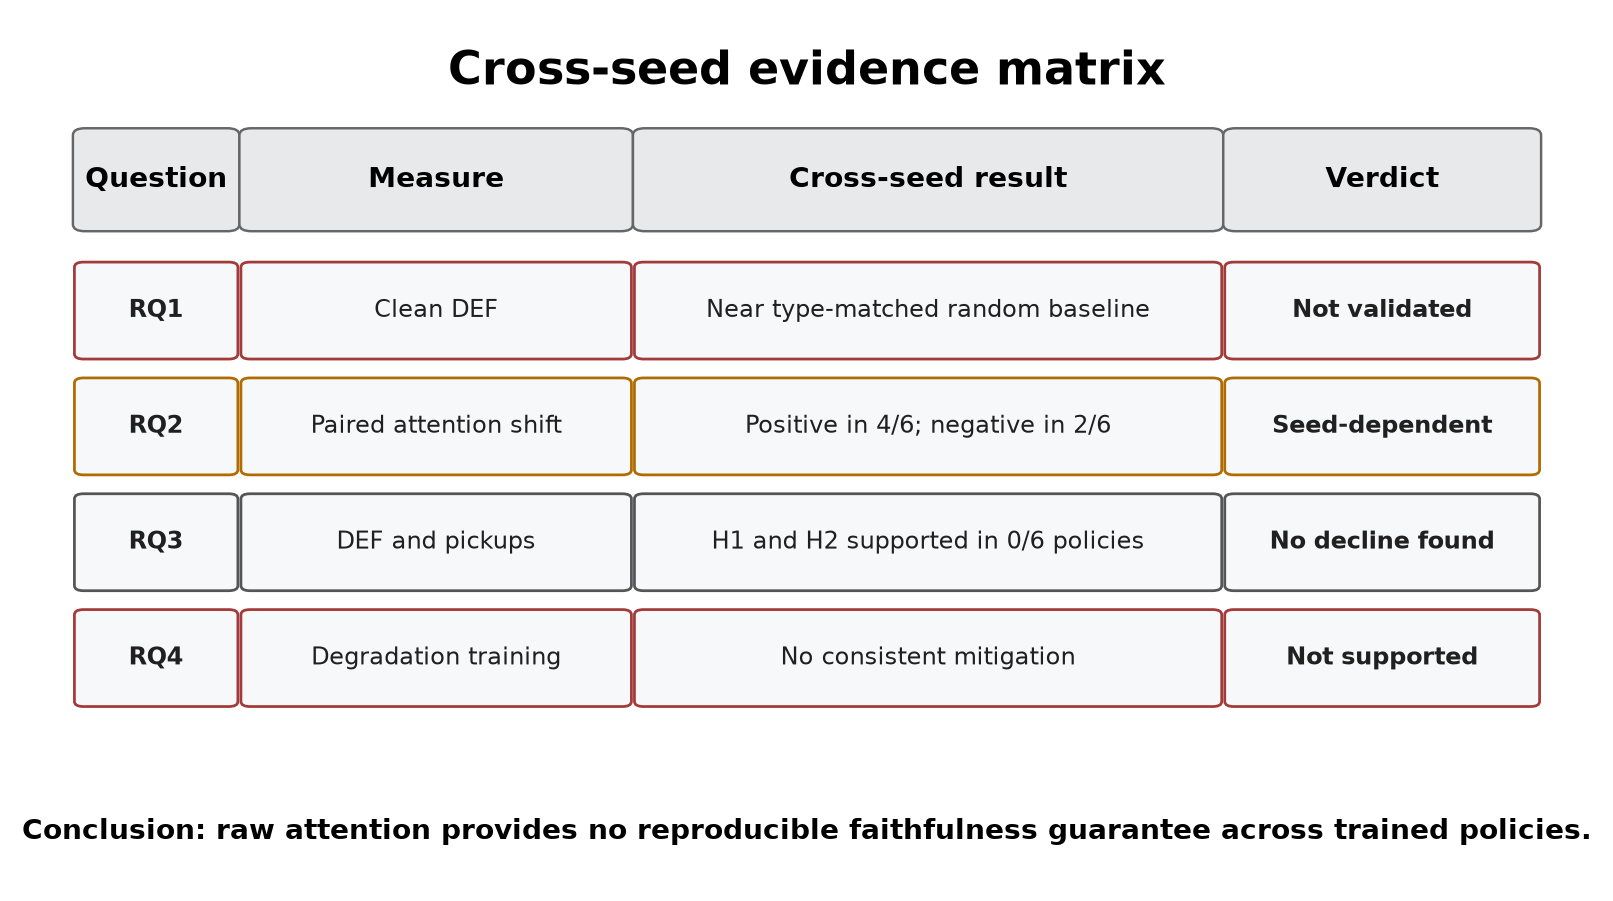 Cross-seed evidence matrix
Question Measure Cross-seed result Verdict
RQ1 Clean DEF Near type-matched random baseline Not validated
RQ2 Paired attention shift Positive in 4/6; negative in 2/6 Seed-dependent
RQ3 DEF and pickups H1 and H2 supported in 0/6 policies No decline found
RQ4 Degradation training No consistent mitigation Not supported
Conclusion: raw attention provides no reproducible faithfulness guarantee across trained policies.